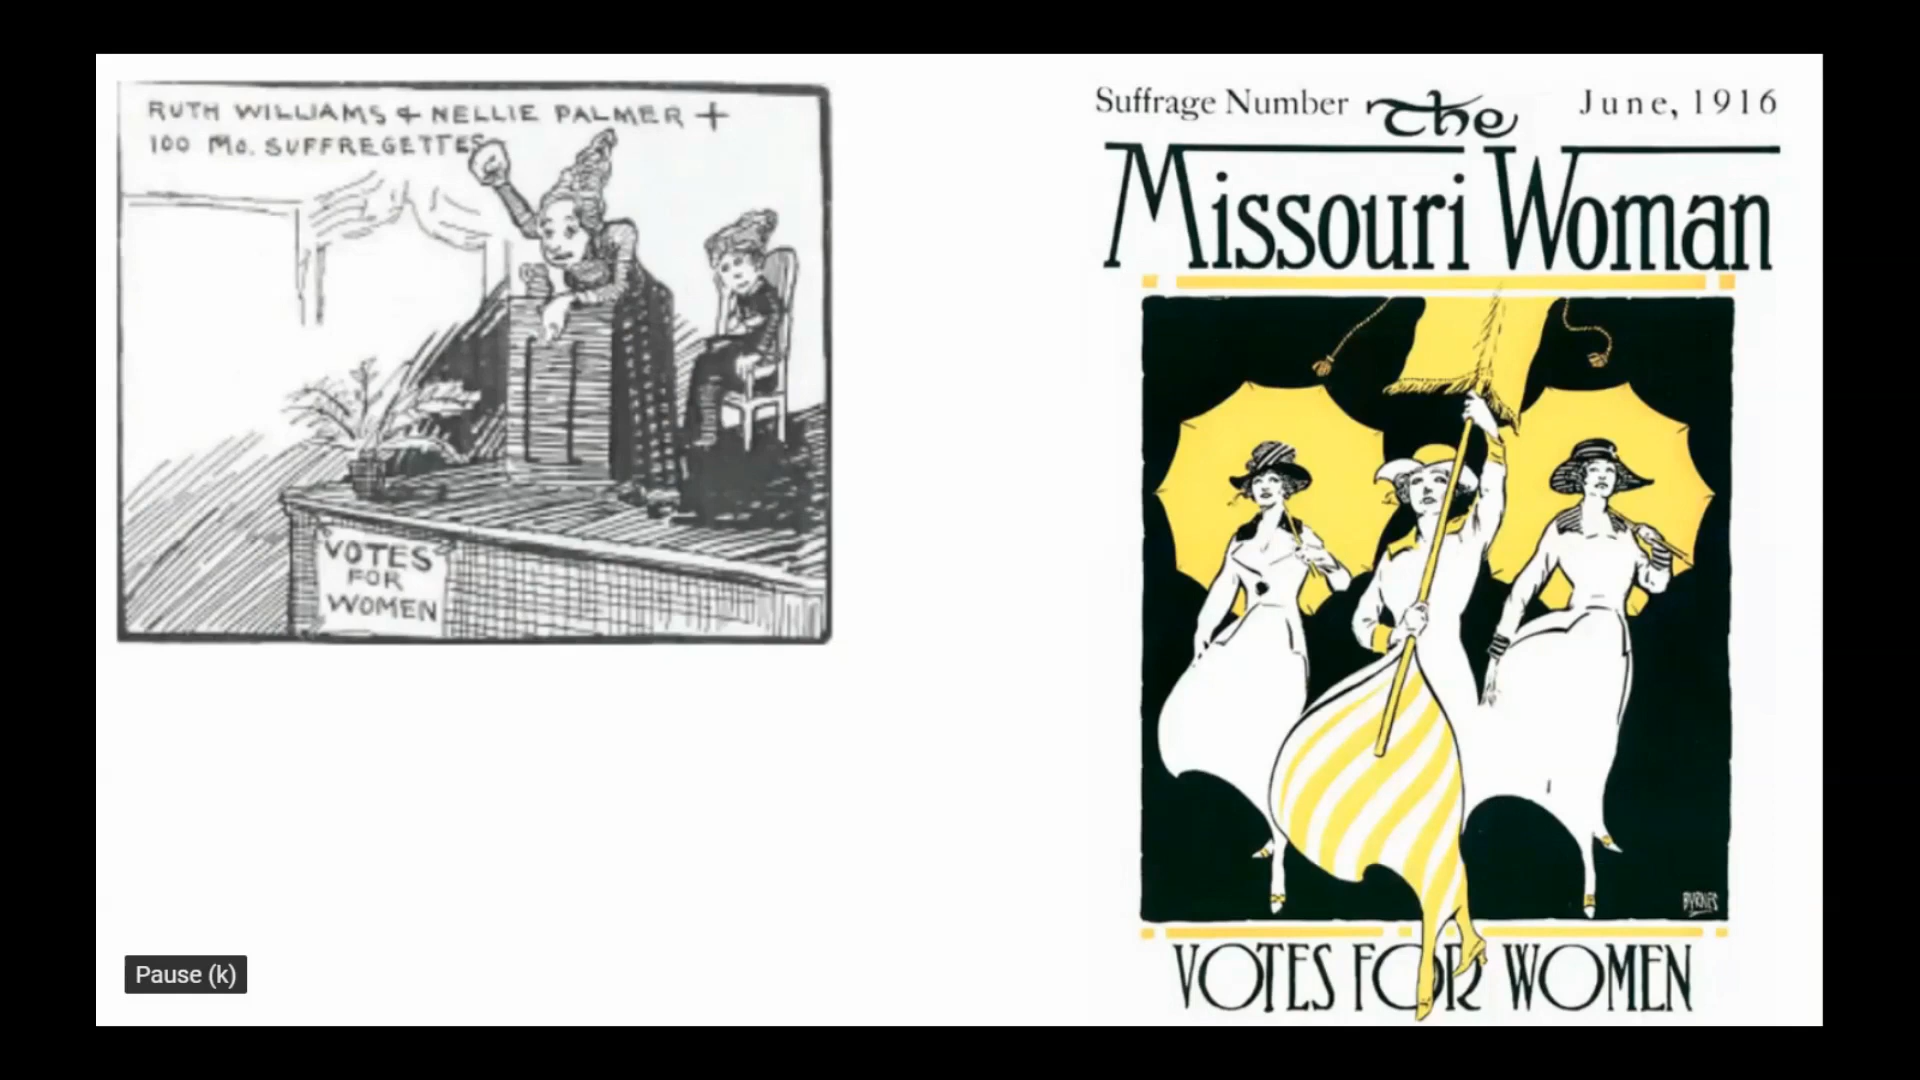 RUTH WILLIAMS & NELLIE PALMER +
100 MO. SUFFREGETTES
VOTES
FOR
WOMEN
Pause (k)
Suffrage Number The June, 1916
Missouri Woman
BYRNES
VOTES FOR WOMEN